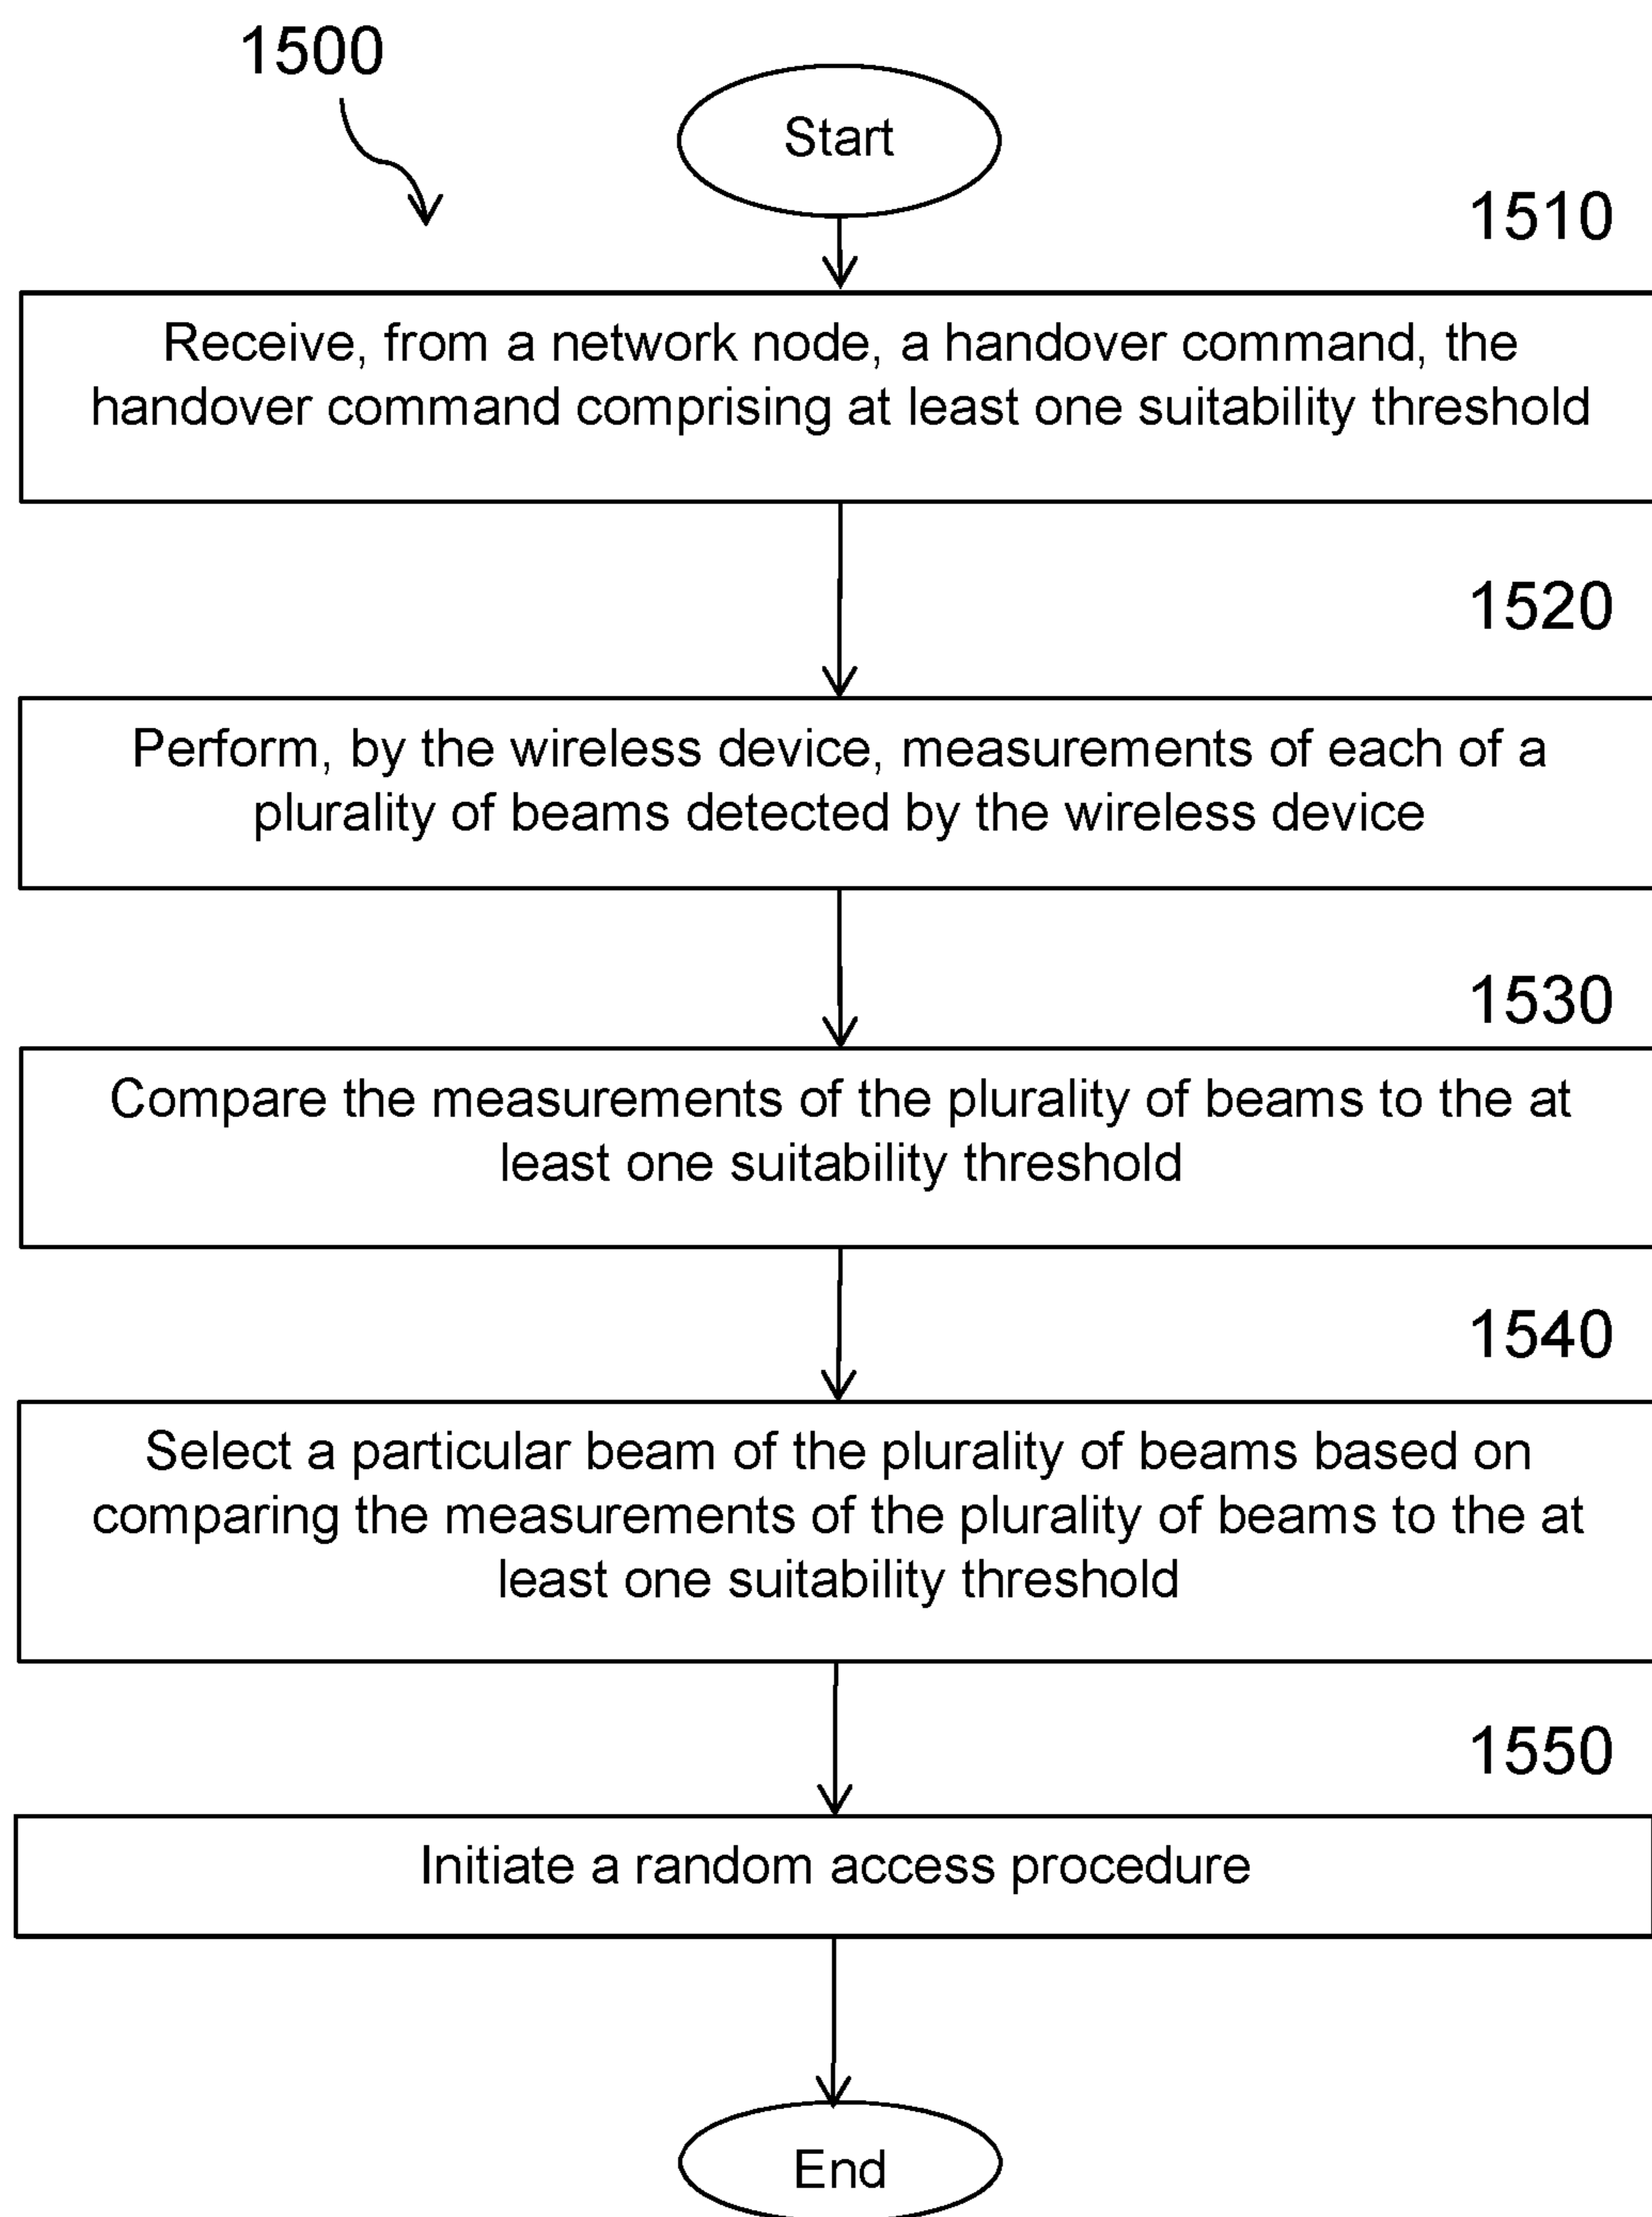 1500
Start
1510
Receive, from a network node, a handover command, the
handover command comprising at least one suitability threshold
1520
Perform, by the wireless device, measurements of each of a
plurality of beams detected by the wireless device
1530
Compare the measurements of the plurality of beams to the at
least one suitability threshold
1540
Select a particular beam of the plurality of beams based on
comparing the measurements of the plurality of beams to the at
least one suitability threshold
1550
Initiate a random access procedure
End